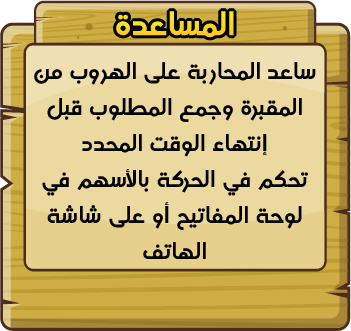 المساعدة
ساعد المحاربة على الهروب من
المقبرة وجمع المطلوب قبل
إنتهاء الوقت المحدد
تحكم في الحركة بالأسهم في
لوحة المفاتيح أو على شاشة
الهاتف